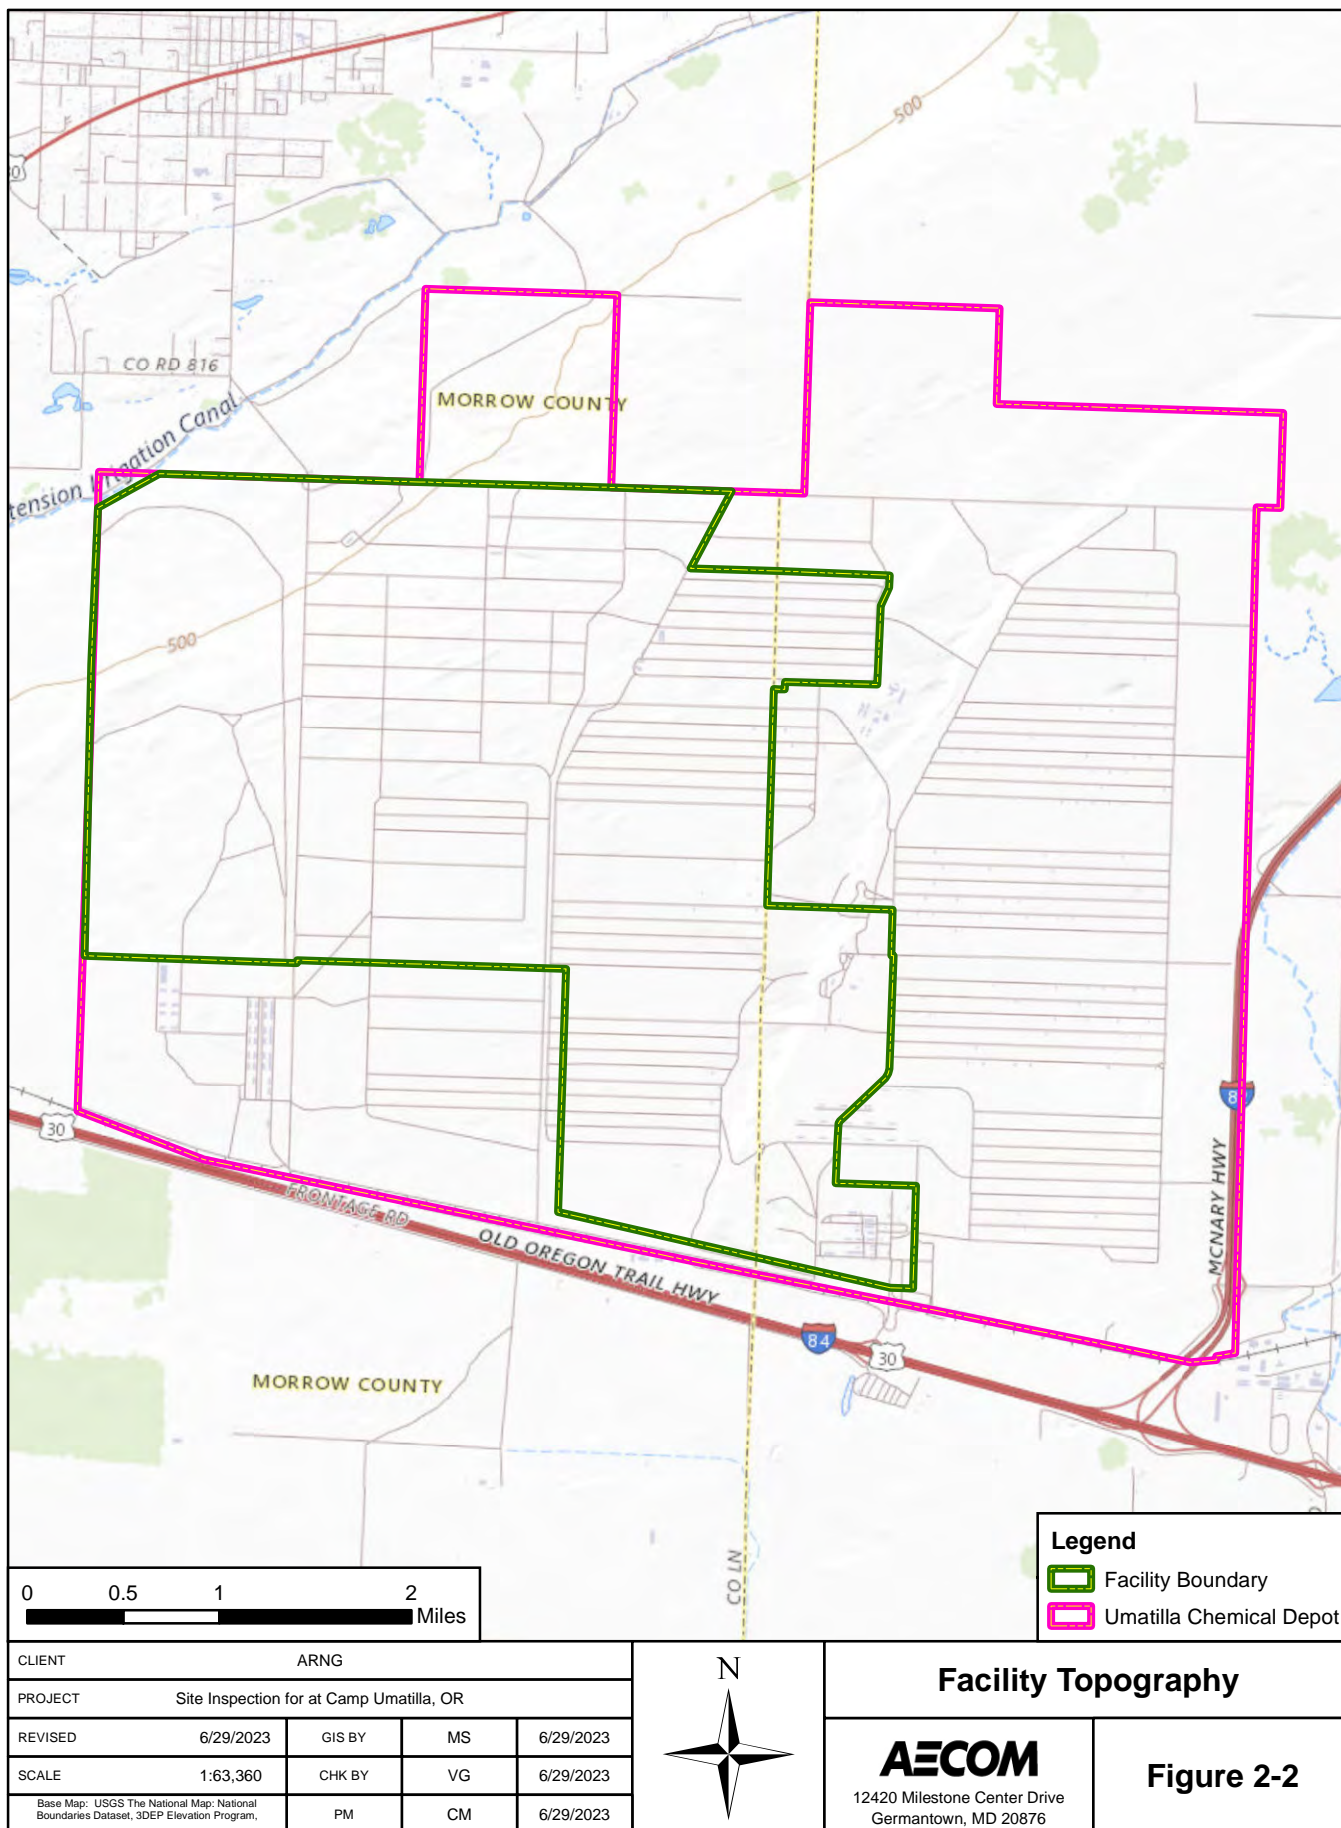 500
30
CO RD 816
MORROW COUNTY
tension Irrigation Canal
500
30
FRONTAGE RD
OLD OREGON TRAIL HWY
MCNARY HWY
84
30
MORROW COUNTY
CO LN
0 0.5 1 2
Miles
Legend
Facility Boundary
Umatilla Chemical Depot
CLIENT ARNG
PROJECT Site Inspection for at Camp Umatilla, OR
REVISED 6/29/2023 GIS BY MS 6/29/2023
SCALE 1:63,360 CHK BY VG 6/29/2023
Base Map: USGS The National Map: National
Boundaries Dataset, 3DEP Elevation Program,
PM CM 6/29/2023
N
Facility Topography
AECOM
12420 Milestone Center Drive
Germantown, MD 20876
Figure 2-2